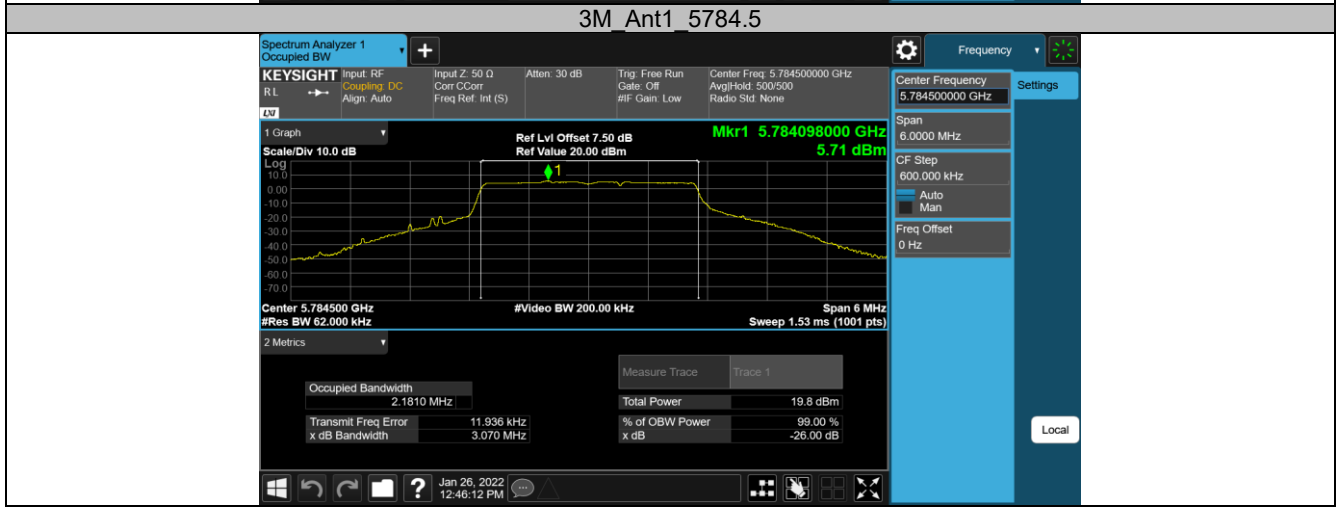 3M_Ant1_5784.5
Spectrum Analyzer 1
Occupied BW
+
Frequency
KEYSIGHT
RL
LXI
Input: RF
Coupling: DC
Align: Auto
Input Z: 50 Ω
Corr CCorr
Freq Ref: Int (S)
Atten: 30 dB
Trig: Free Run
Gate: Off
#IF Gain: Low
Center Freq: 5.784500000 GHz
Avg|Hold: 500/500
Radio Std: None
Center Frequency
5.784500000 GHz
Settings
Span
6.0000 MHz
CF Step
600.000 kHz
Auto
Man
Freq Offset
0 Hz
1 Graph
Ref Lvl Offset 7.50 dB
Mkr1 5.784098000 GHz
Scale/Div 10.0 dB
Ref Value 20.00 dBm
5.71 dBm
Log
10.0
0.00
-10.0
-20.0
-30.0
-40.0
-50.0
-60.0
-70.0
1
Center 5.784500 GHz
#Video BW 200.00 kHz
Span 6 MHz
#Res BW 62.000 kHz
Sweep 1.53 ms (1001 pts)
2 Metrics
Measure Trace
Trace 1
Occupied Bandwidth
2.1810 MHz
Total Power
19.8 dBm
Transmit Freq Error
11.936 kHz
% of OBW Power
99.00 %
x dB Bandwidth
3.070 MHz
x dB
-26.00 dB
Local
?
Jan 26, 2022
12:46:12 PM